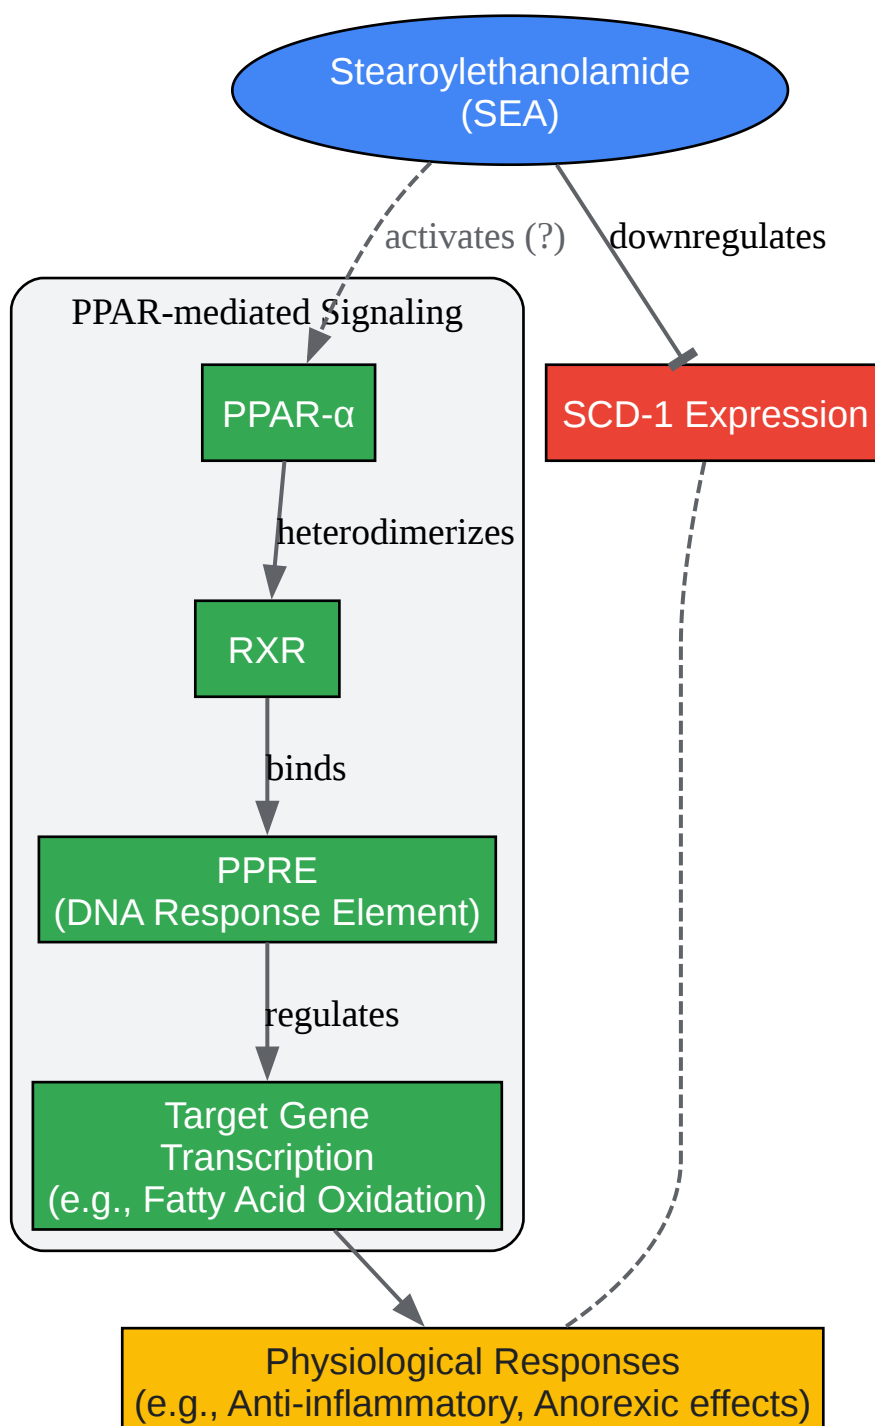 Stearoylethanolamide
(SEA)
activates (?)
downregulates
PPAR-mediated Signaling
PPAR-α
SCD-1 Expression
heterodimerizes
RXR
binds
PPRE
(DNA Response Element)
regulates
Target Gene
Transcription
(e.g., Fatty Acid Oxidation)
Physiological Responses
(e.g., Anti-inflammatory, Anorexic effects)